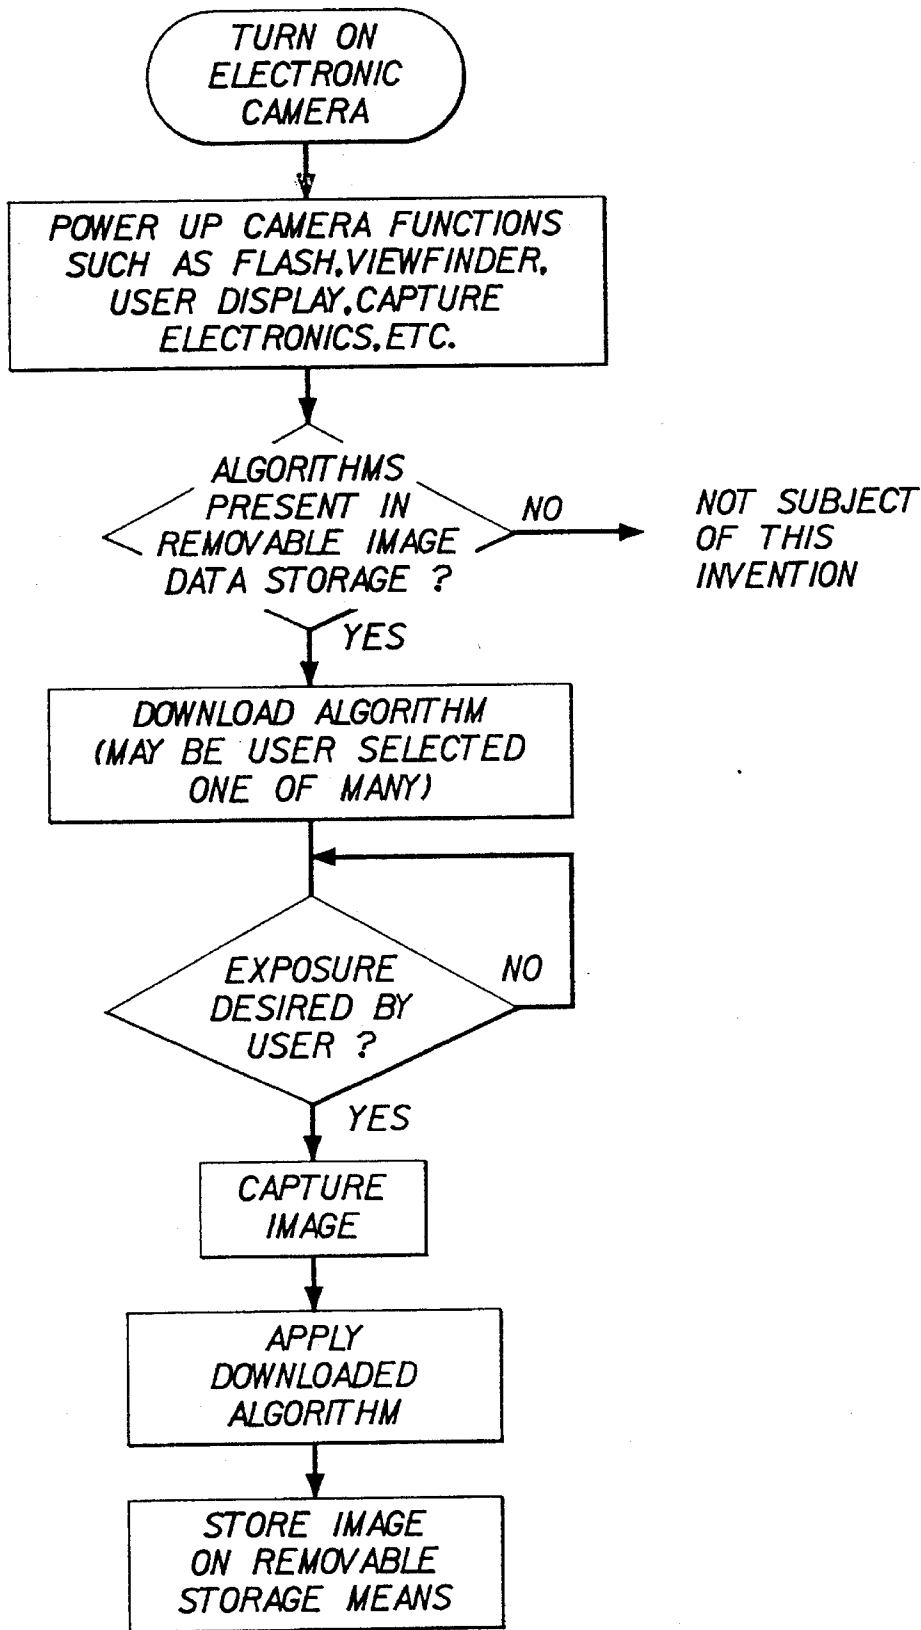 TURN ON
ELECTRONIC
CAMERA
POWER UP CAMERA FUNCTIONS
SUCH AS FLASH,VIEWFINDER,
USER DISPLAY,CAPTURE
ELECTRONICS,ETC.
ALGORITHMS
PRESENT IN
REMOVABLE IMAGE
DATA STORAGE ?
NO
NOT SUBJECT
OF THIS
INVENTION
YES
DOWNLOAD ALGORITHM
(MAY BE USER SELECTED
ONE OF MANY)
EXPOSURE
DESIRED BY
USER ?
NO
YES
CAPTURE
IMAGE
APPLY
DOWNLOADED
ALGORITHM
STORE IMAGE
ON REMOVABLE
STORAGE MEANS